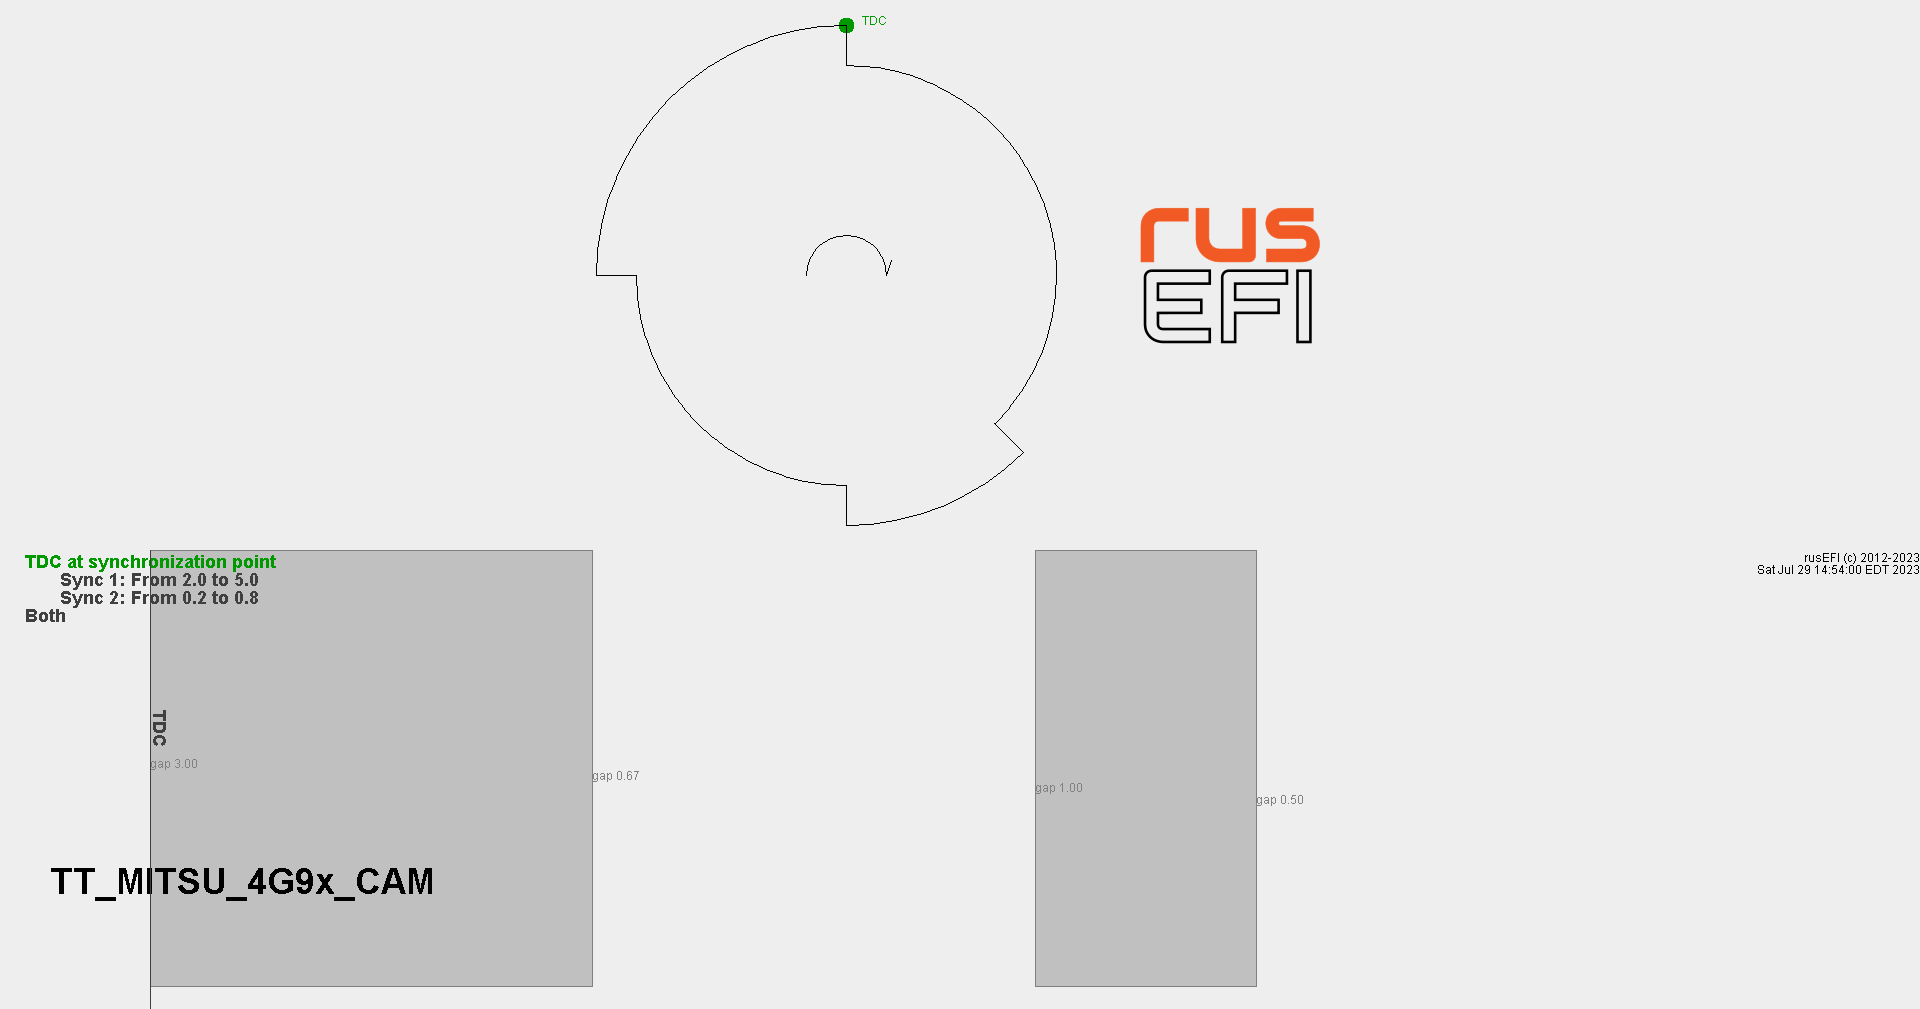 TDC
rus
EFI
TDC at synchronization point
Sync 1: From 2.0 to 5.0
Sync 2: From 0.2 to 0.8
Both
rusEFI (c) 2012-2023
Sat Jul 29 14:54:00 EDT 2023
TDC
gap 3.00
gap 0.67
gap 1.00
gap 0.50
TT_MITSU_4G9x_CAM